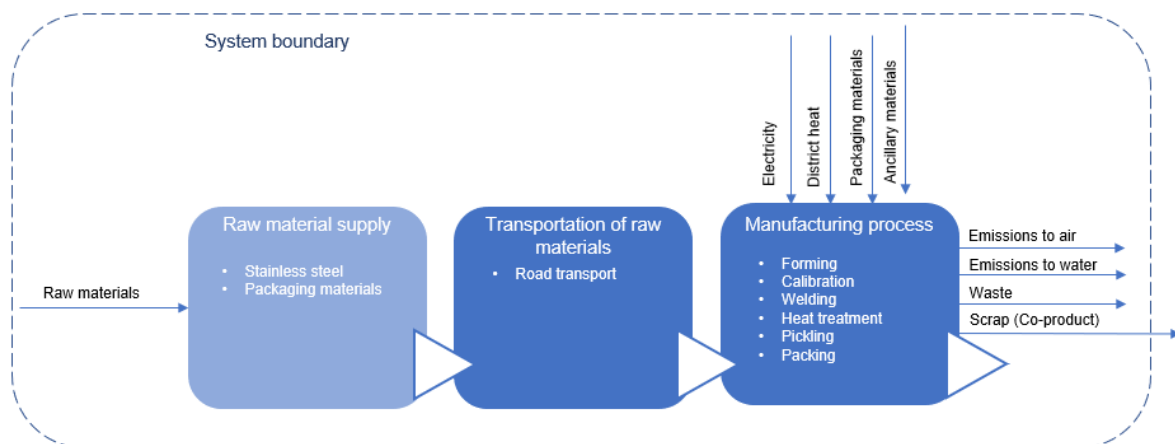 System boundary
Electricity
District heat
Packaging materials
Ancillary materials
Raw materials
Raw material supply
• Stainless steel
• Packaging materials
Transportation of raw
materials
• Road transport
Manufacturing process
• Forming
• Calibration
• Welding
• Heat treatment
• Pickling
• Packing
Emissions to air
Emissions to water
Waste
Scrap (Co-product)